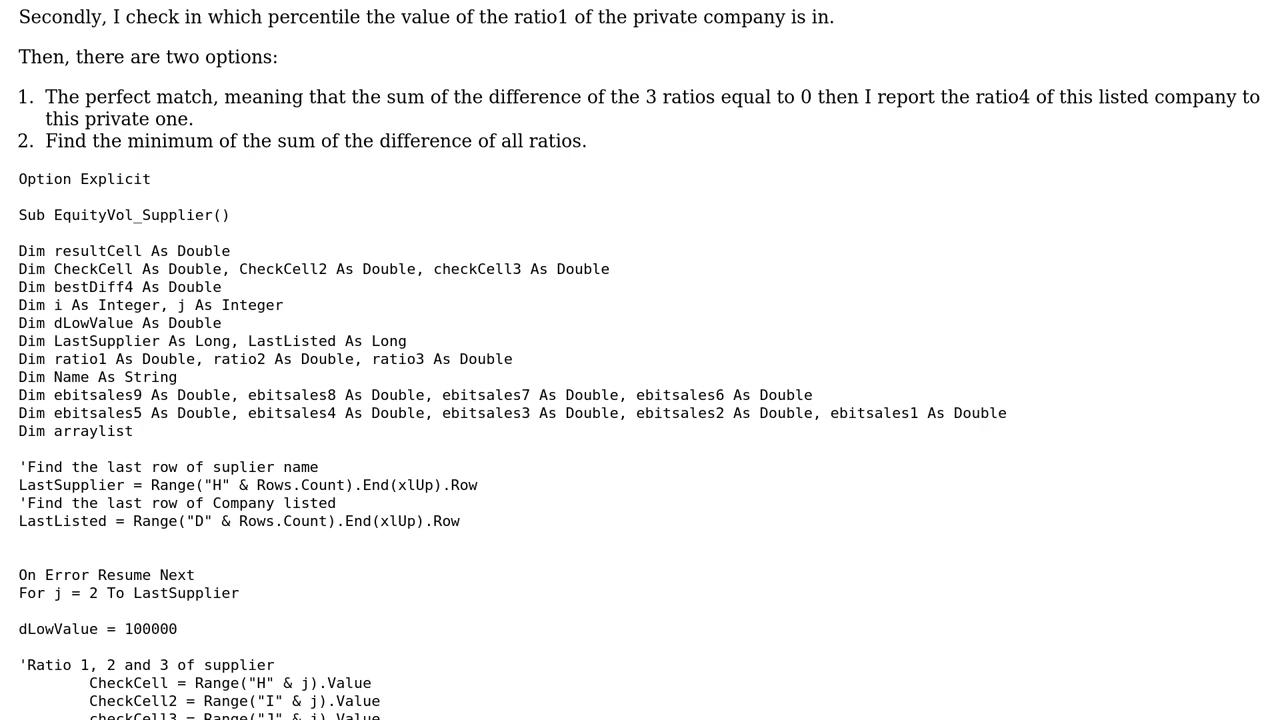 Secondly, I check in which percentile the value of the ratio1 of the private company is in.
Then, there are two options:
1. The perfect match, meaning that the sum of the difference of the 3 ratios equal to 0 then I report the ratio4 of this listed company to
this private one.
2. Find the minimum of the sum of the difference of all ratios.
Option Explicit
Sub EquityVol_Supplier()
Dim resultCell As Double
Dim CheckCell As Double, CheckCell2 As Double, checkCell3 As Double
Dim bestDiff4 As Double
Dim i As Integer, j As Integer
Dim dLowValue As Double
Dim LastSupplier As Long, LastListed As Long
Dim ratio1 As Double, ratio2 As Double, ratio3 As Double
Dim Name As String
Dim ebitsales9 As Double, ebitsales8 As Double, ebitsales7 As Double, ebitsales6 As Double
Dim ebitsales5 As Double, ebitsales4 As Double, ebitsales3 As Double, ebitsales2 As Double, ebitsales1 As Double
Dim arraylist
'Find the last row of suplier name
LastSupplier = Range("H" & Rows.Count).End(xlUp).Row
'Find the last row of Company listed
LastListed = Range("D" & Rows.Count).End(xlUp).Row
On Error Resume Next
For j = 2 To LastSupplier
dLowValue = 100000
'Ratio 1, 2 and 3 of supplier
CheckCell = Range("H" & j).Value
CheckCell2 = Range("I" & j).Value
checkCell3 = Range("J" & j).Value